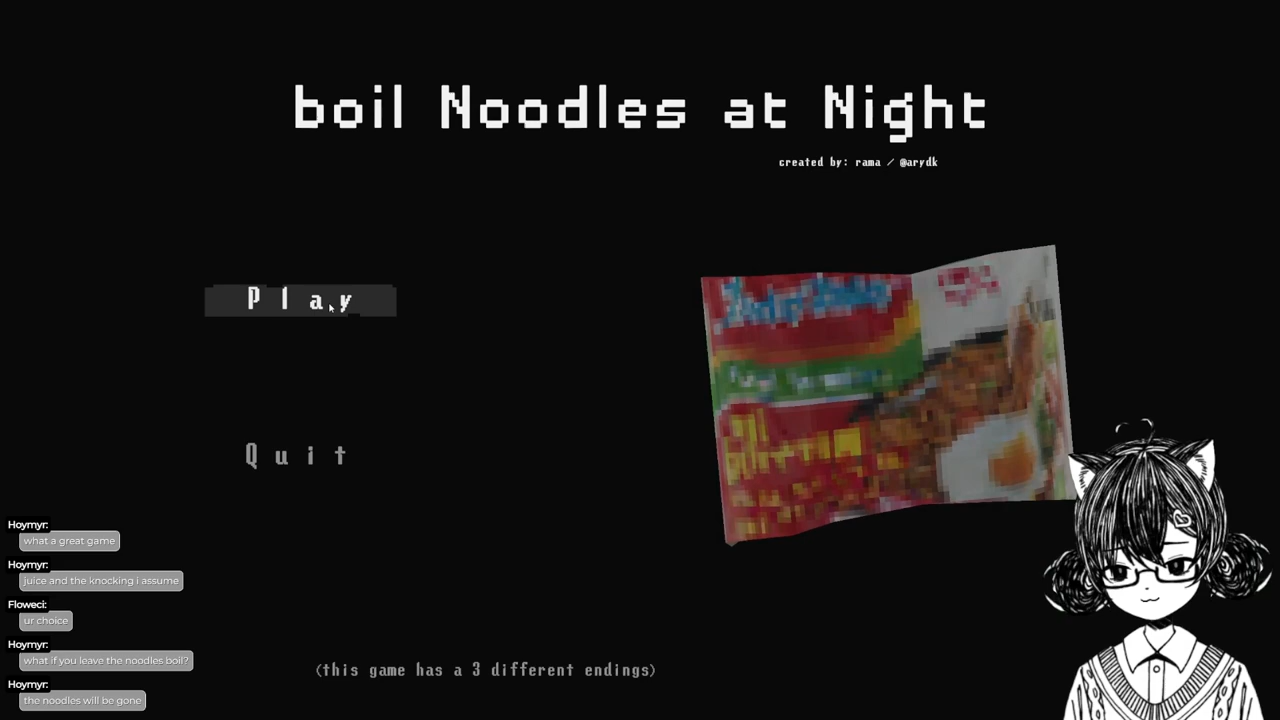 boil Noodles at Night
created by: rama / @arydk
Play
Quit
Hoymyr:
what a great game
Hoymyr:
juice and the knocking i assume
Floweci:
ur choice
Hoymyr:
what if you leave the noodles boil?
Hoymyr:
the noodles will be gone
(this game has a 3 different endings)